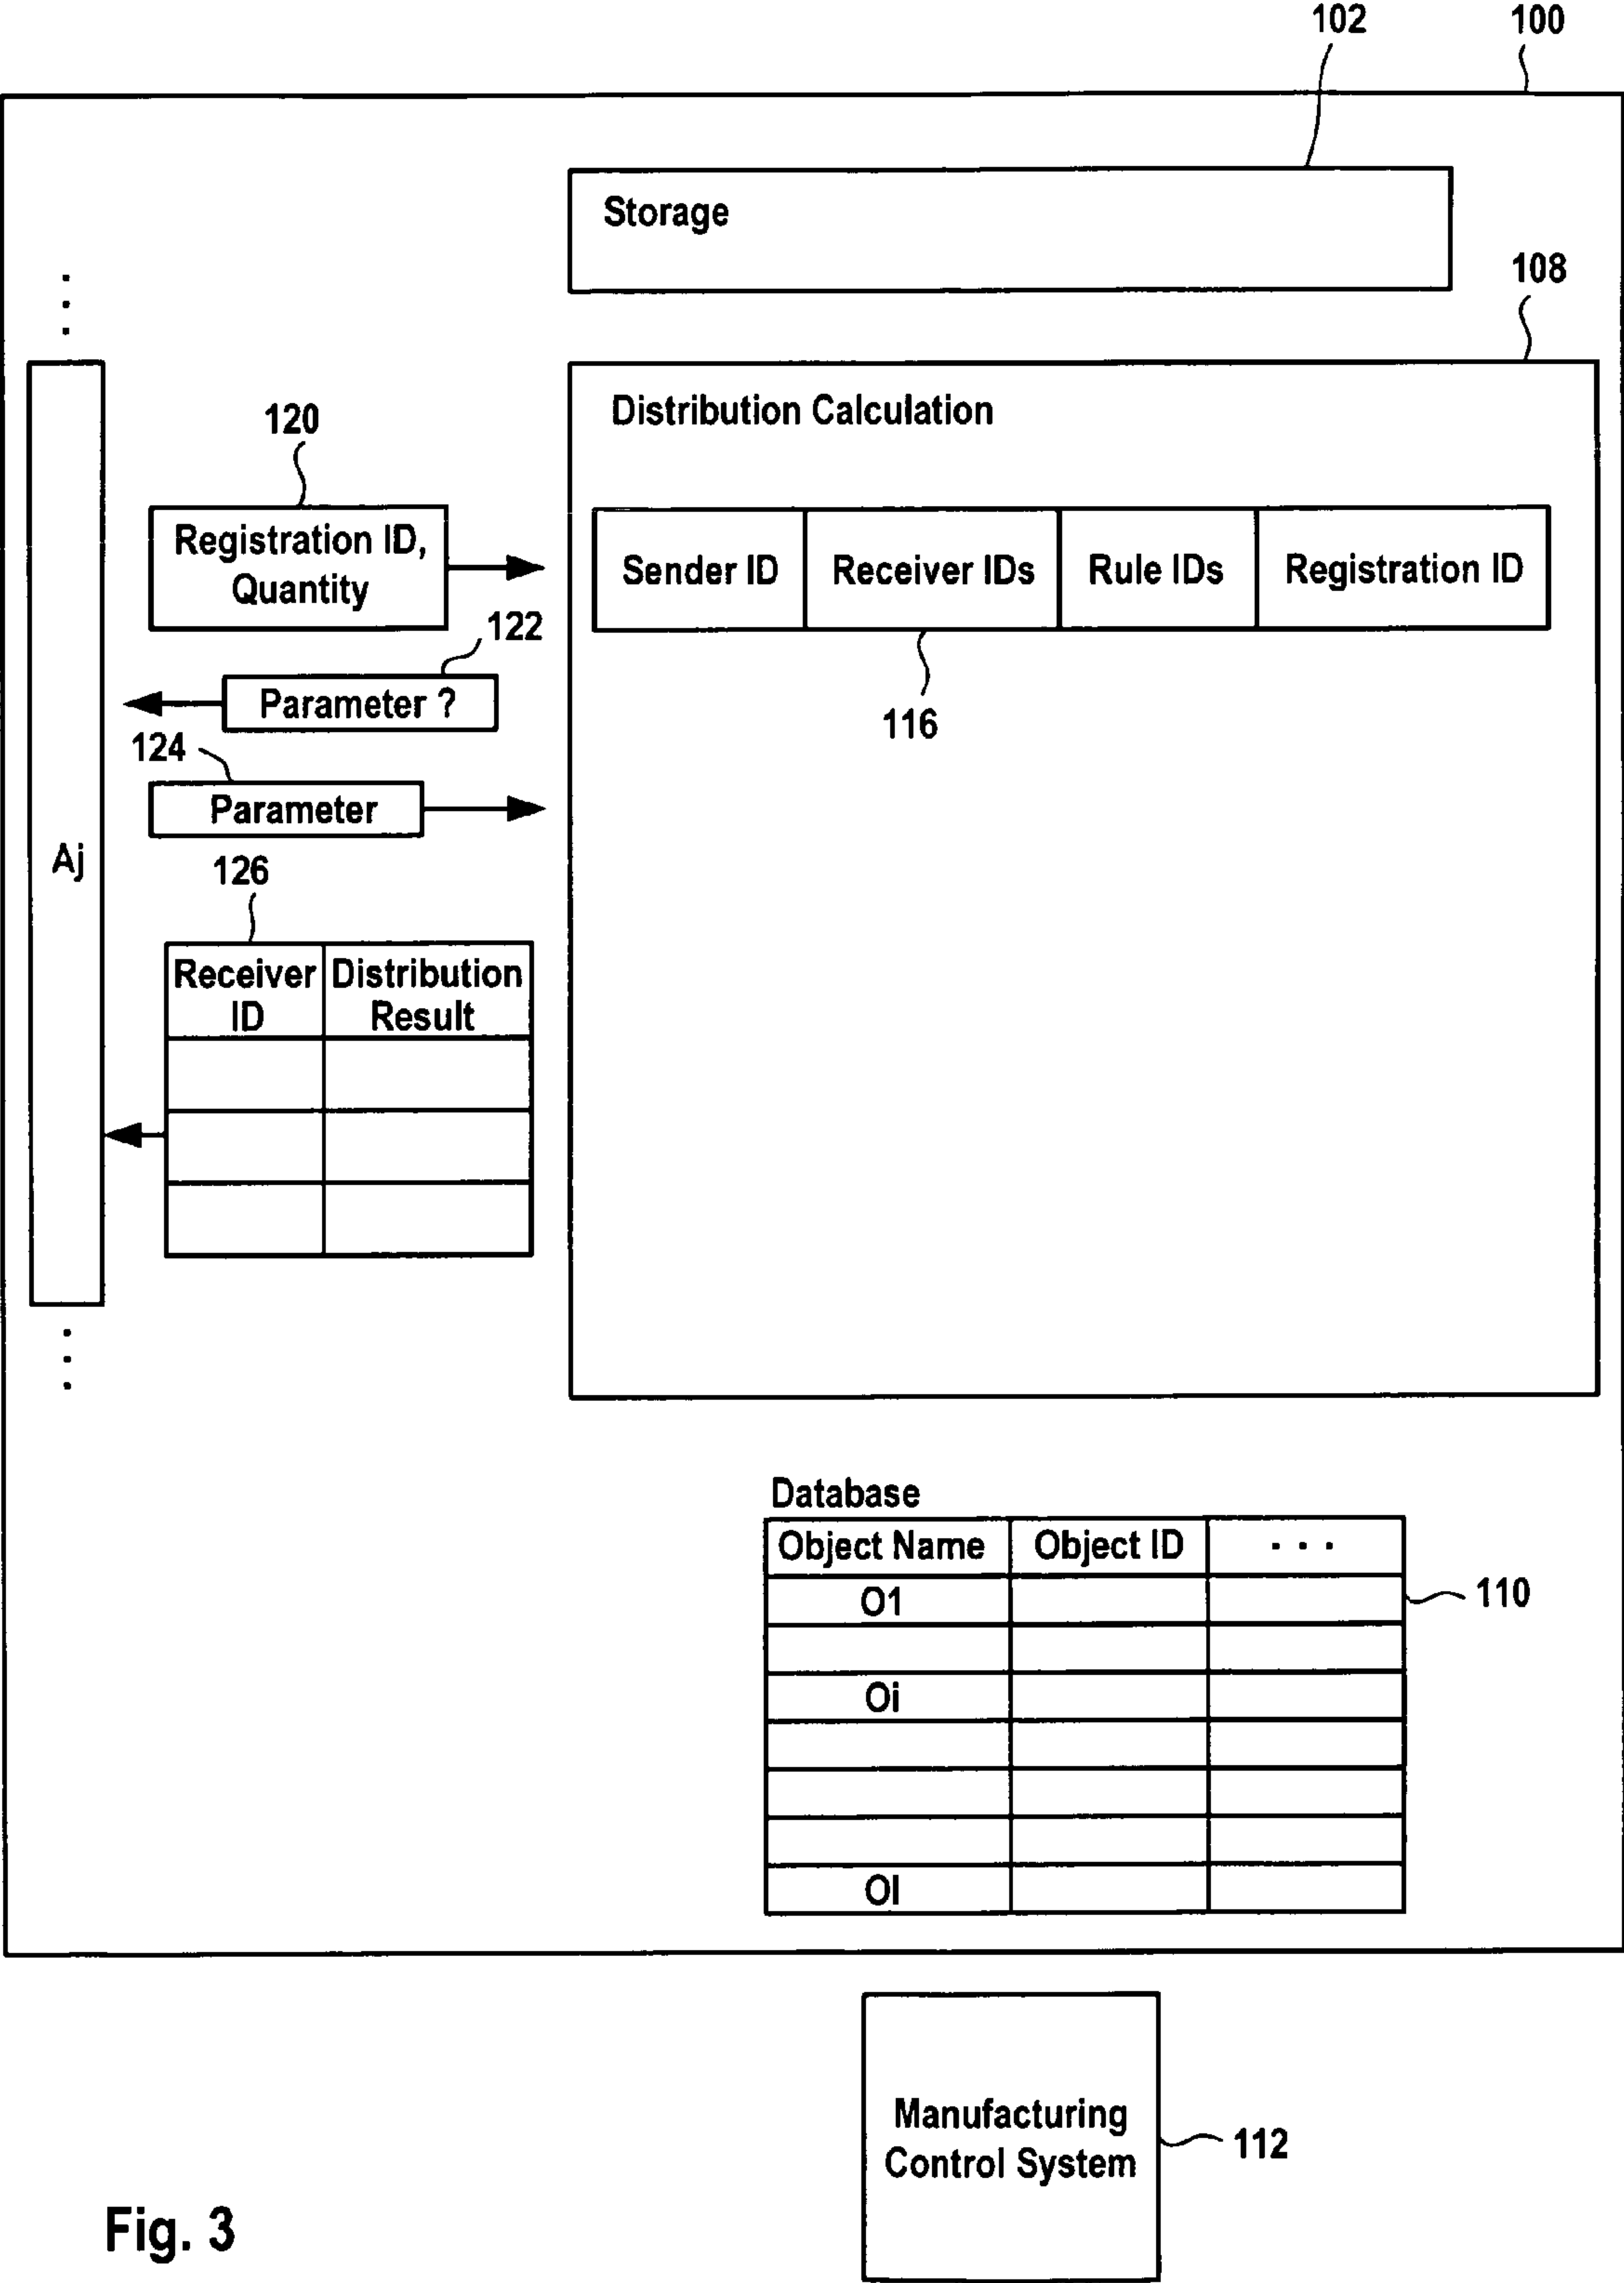 102
100
Storage
108
Distribution Calculation
120
Registration ID,
Quantity
Sender ID
Receiver IDs
Rule IDs
Registration ID
122
Parameter ?
116
124
Parameter
Aj
126
Receiver
ID
Distribution
Result
Database
Object Name
Object ID
. . .
O1
110
Oi
OI
Manufacturing
Control System
112
Fig. 3